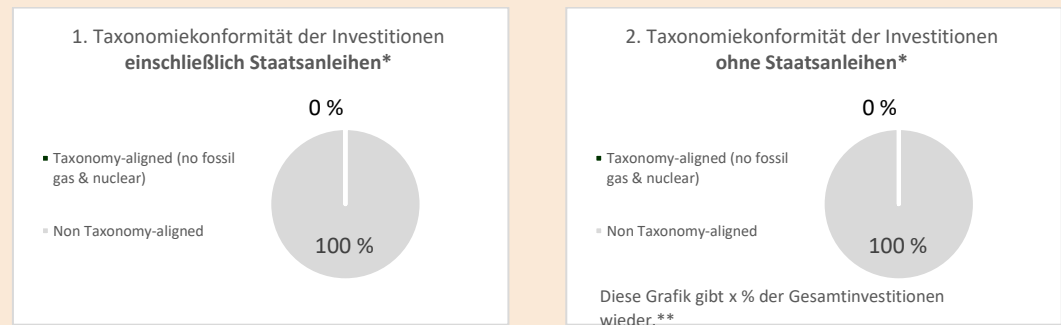 1. Taxonomiekonformität der Investitionen
einschließlich Staatsanleihen*
0 %
Taxonomy-aligned (no fossil
gas & nuclear)
Non Taxonomy-aligned
100 %
2. Taxonomiekonformität der Investitionen
ohne Staatsanleihen*
0 %
Taxonomy-aligned (no fossil
gas & nuclear)
Non Taxonomy-aligned
100 %
Diese Grafik gibt x % der Gesamtinvestitionen
wieder.**